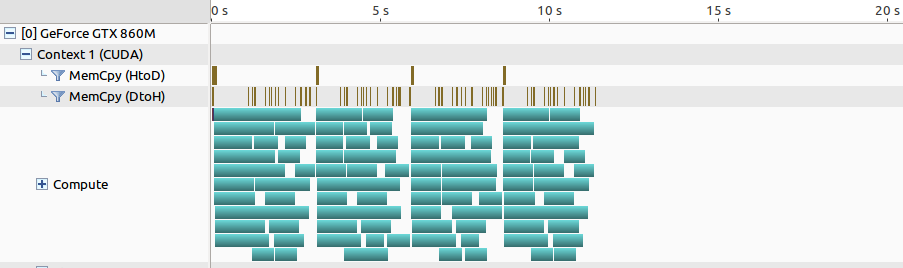 0 s 5 s 10 s 15 s 20 s
[0] GeForce GTX 860M
Context 1 (CUDA)
MemCpy (HtoD)
MemCpy (DtoH)
Compute